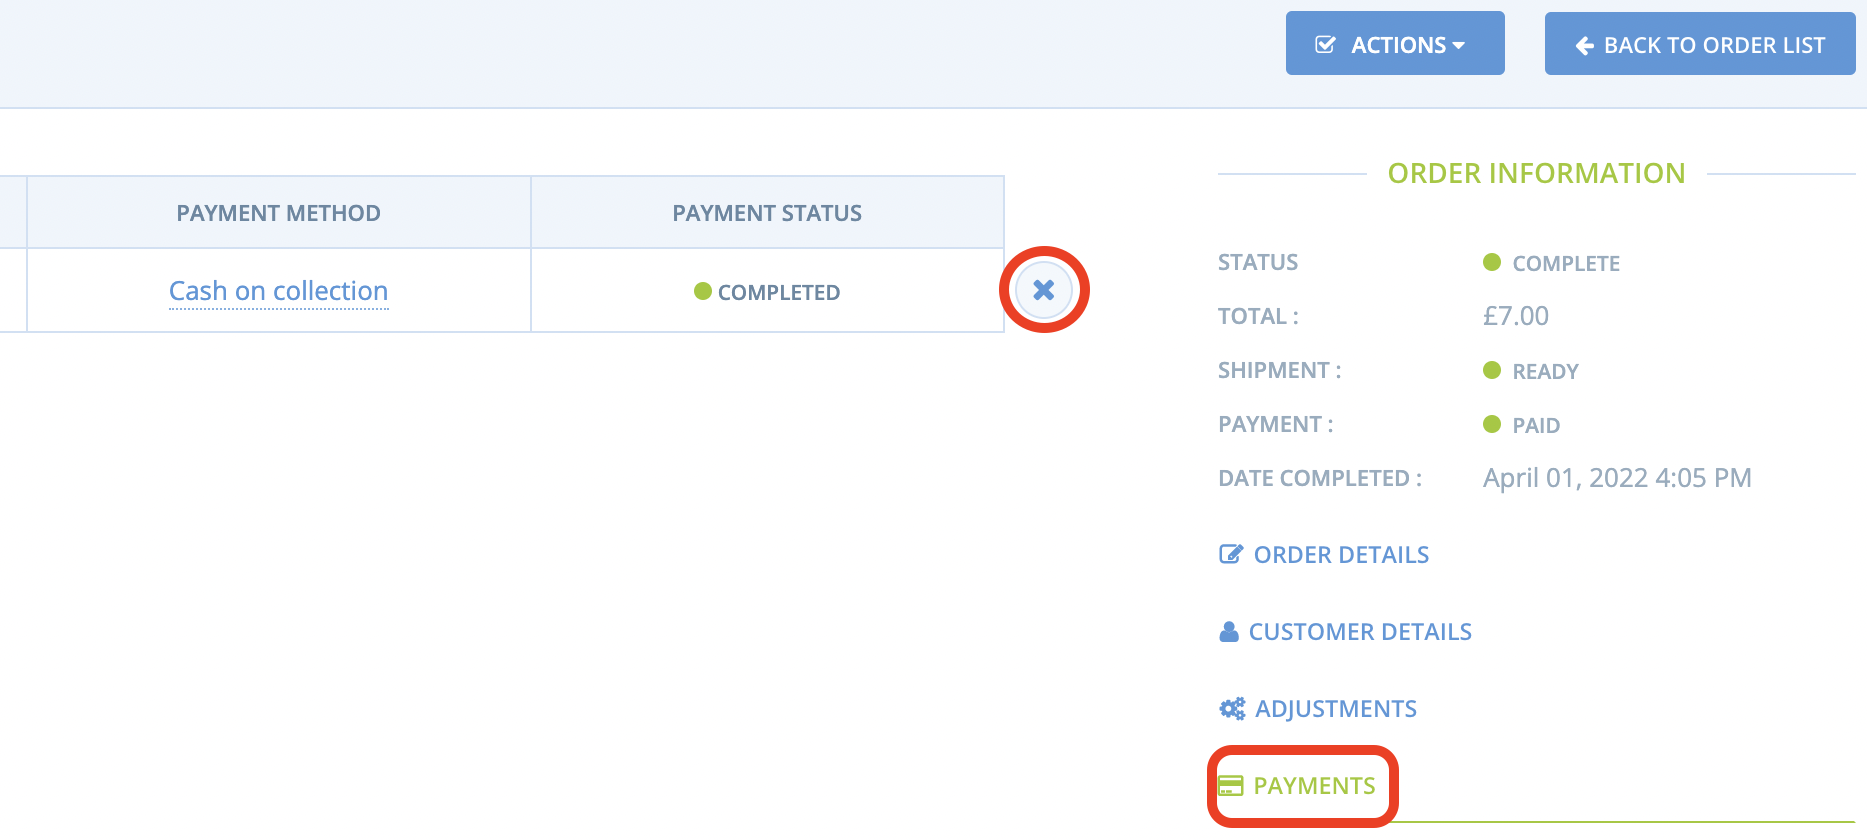 ACTIONS
BACK TO ORDER LIST
PAYMENT METHOD
PAYMENT STATUS
Cash on collection
COMPLETED
ORDER INFORMATION
STATUS
COMPLETE
TOTAL :
£7.00
SHIPMENT :
READY
PAYMENT :
PAID
DATE COMPLETED :
April 01, 2022 4:05 PM
ORDER DETAILS
CUSTOMER DETAILS
ADJUSTMENTS
PAYMENTS